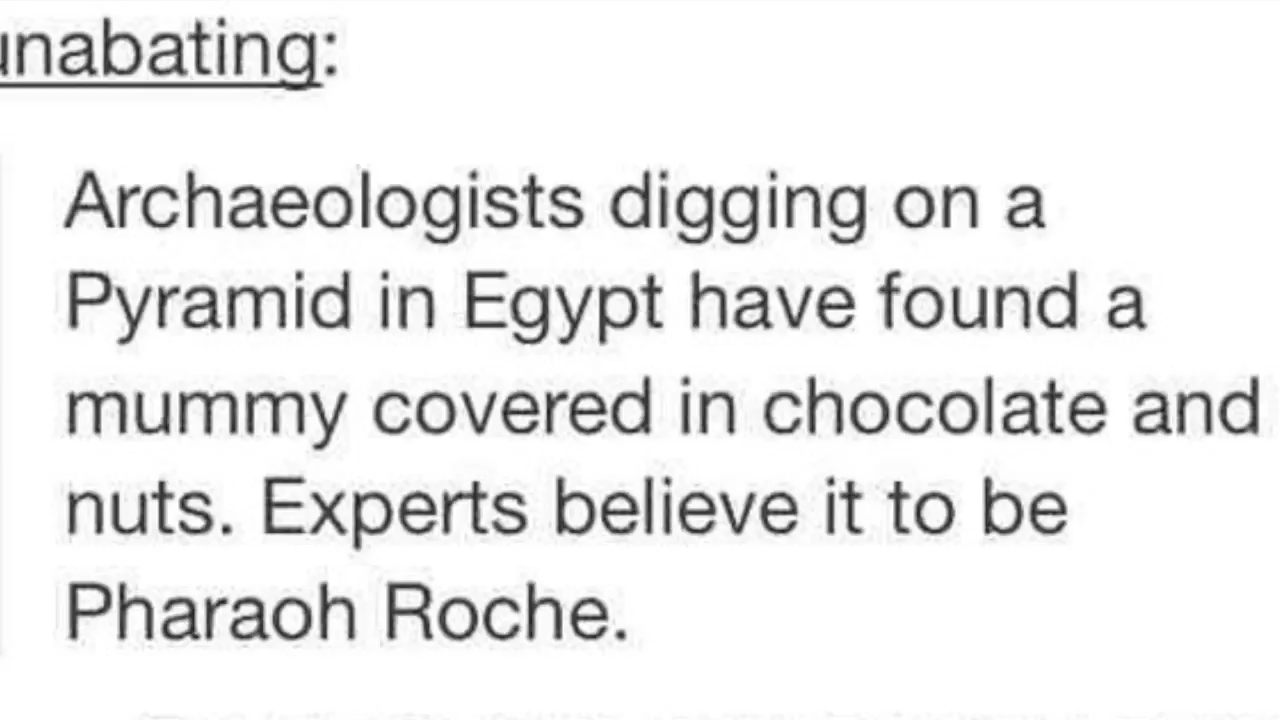 unabating:
Archaeologists digging on a
Pyramid in Egypt have found a
mummy covered in chocolate and
nuts. Experts believe it to be
Pharaoh Roche.